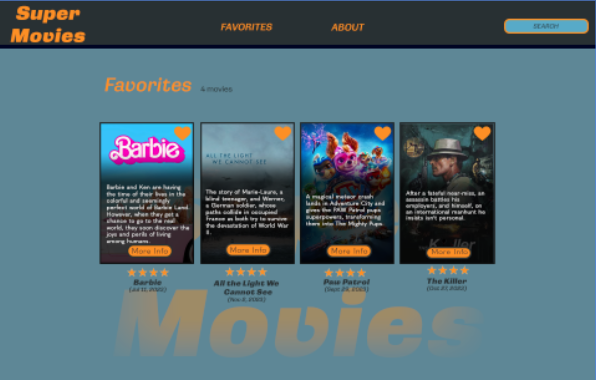 Super
Movies
FAVORITES
ABOUT
SEARCH
Favorites 4 movies
Barbie
Barbie and Ken are having
the time of their lives in the
colorful and seemingly
perfect world of Barbie Land.
However, when they get a
chance to go to the real
world, they soon discover the
joys and perils of living
among humans.
More Info
Barbie
(Jul 19, 2023)
ALL THE LIGHT
WE CANNOT SEE
The story of Marie-Laure, a
blind teenager, and Werner,
a German soldier, whose
paths collide in occupied
France as both try to survive
the devastation of World War
II.
More Info
All the Light We
Cannot See
(Nov 2, 2023)
A magical meteor crash
lands in Adventure City and
gives the PAW Patrol pups
superpowers, transforming
them into The Mighty Pups.
More Info
Paw Patrol
(Sept 29, 2023)
After a fateful near-miss, an
assassin battles his
employers, and himself, on
an international manhunt he
insists isn't personal.
More Info
The Killer
(Oct 27, 2023)
Movies